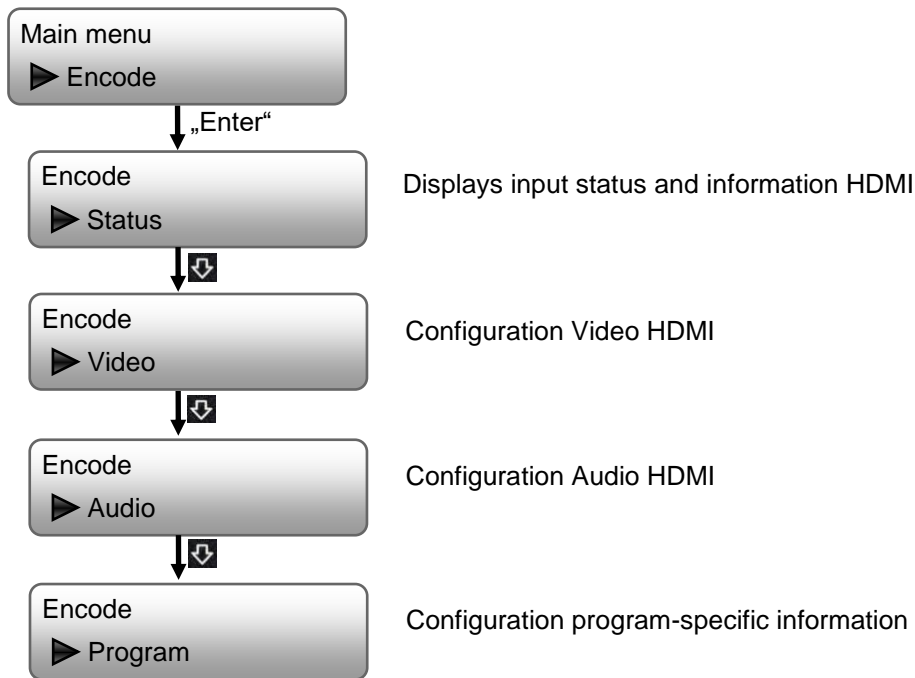 Main menu
Encode
„Enter“
Encode
Status
Displays input status and information HDMI
Encode
Video
Configuration Video HDMI
Encode
Audio
Configuration Audio HDMI
Encode
Program
Configuration program-specific information